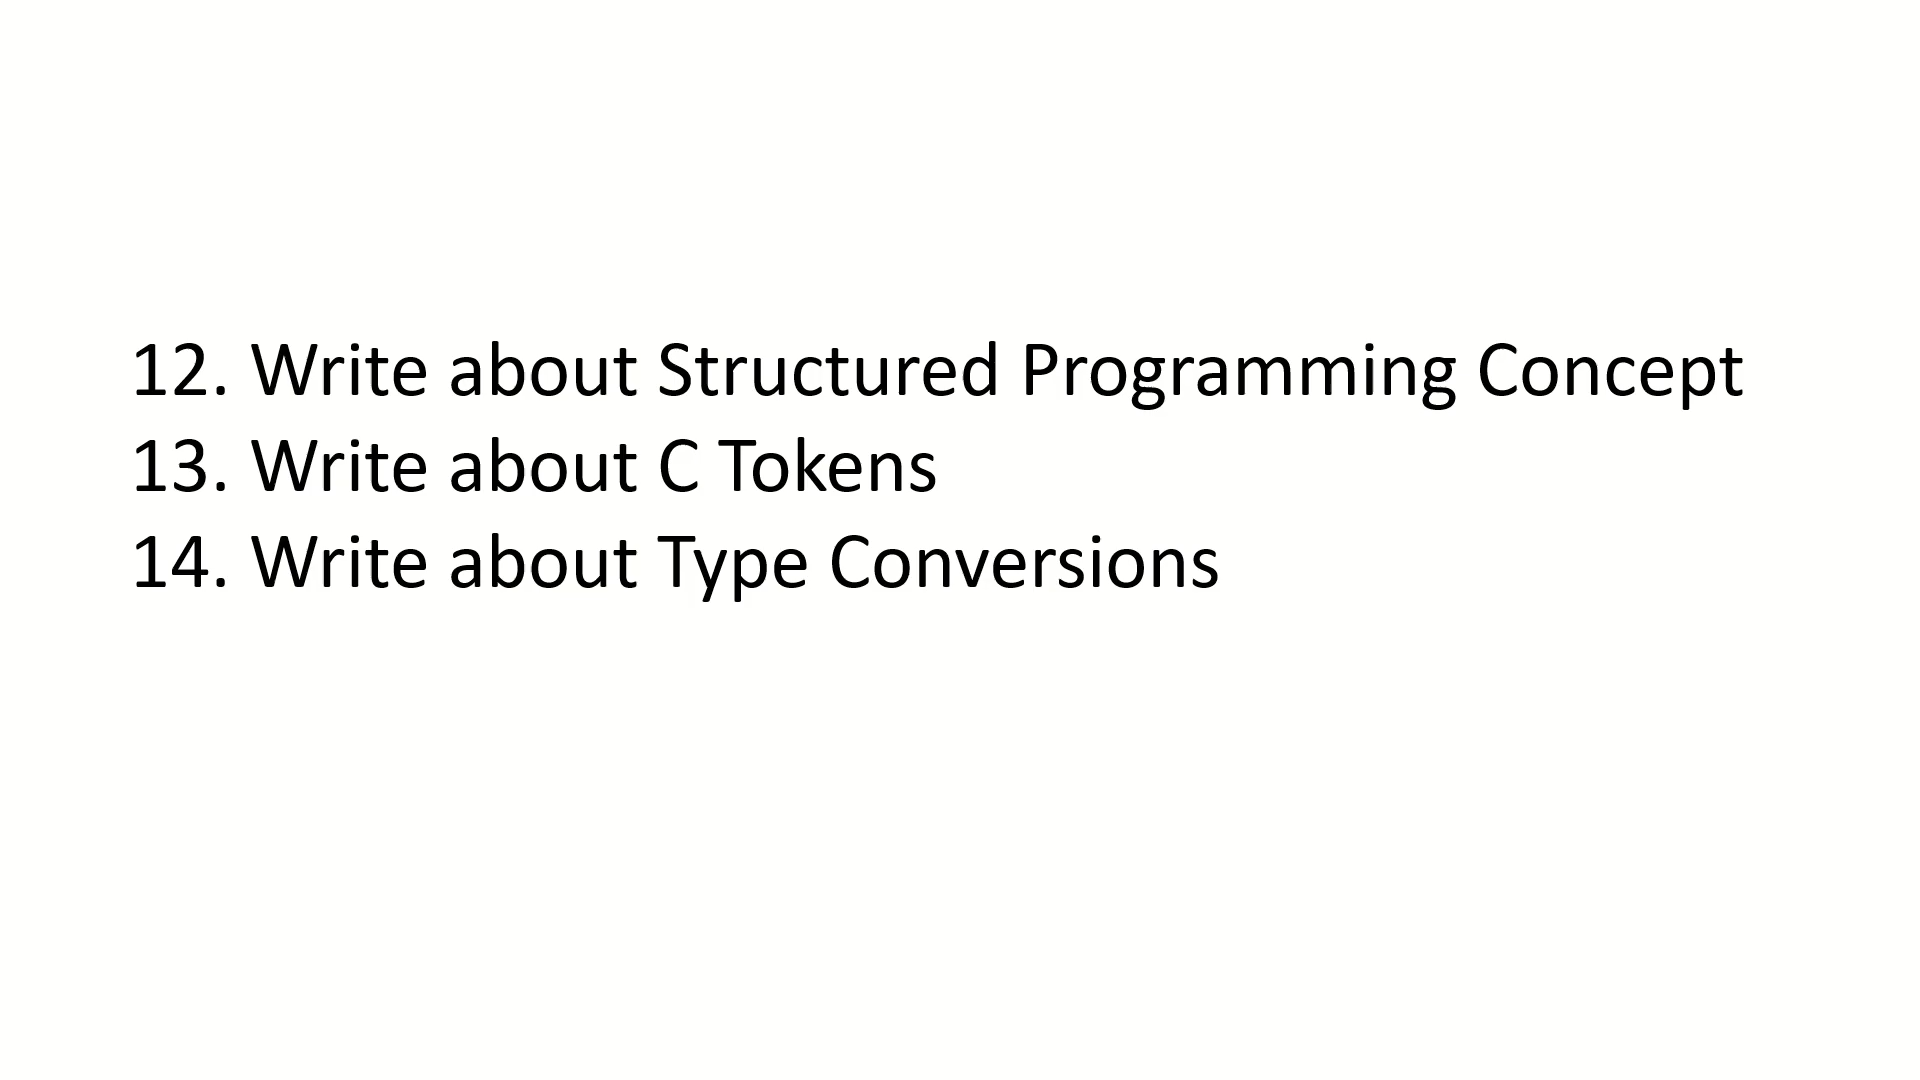 12. Write about Structured Programming Concept
13. Write about C Tokens
14. Write about Type Conversions